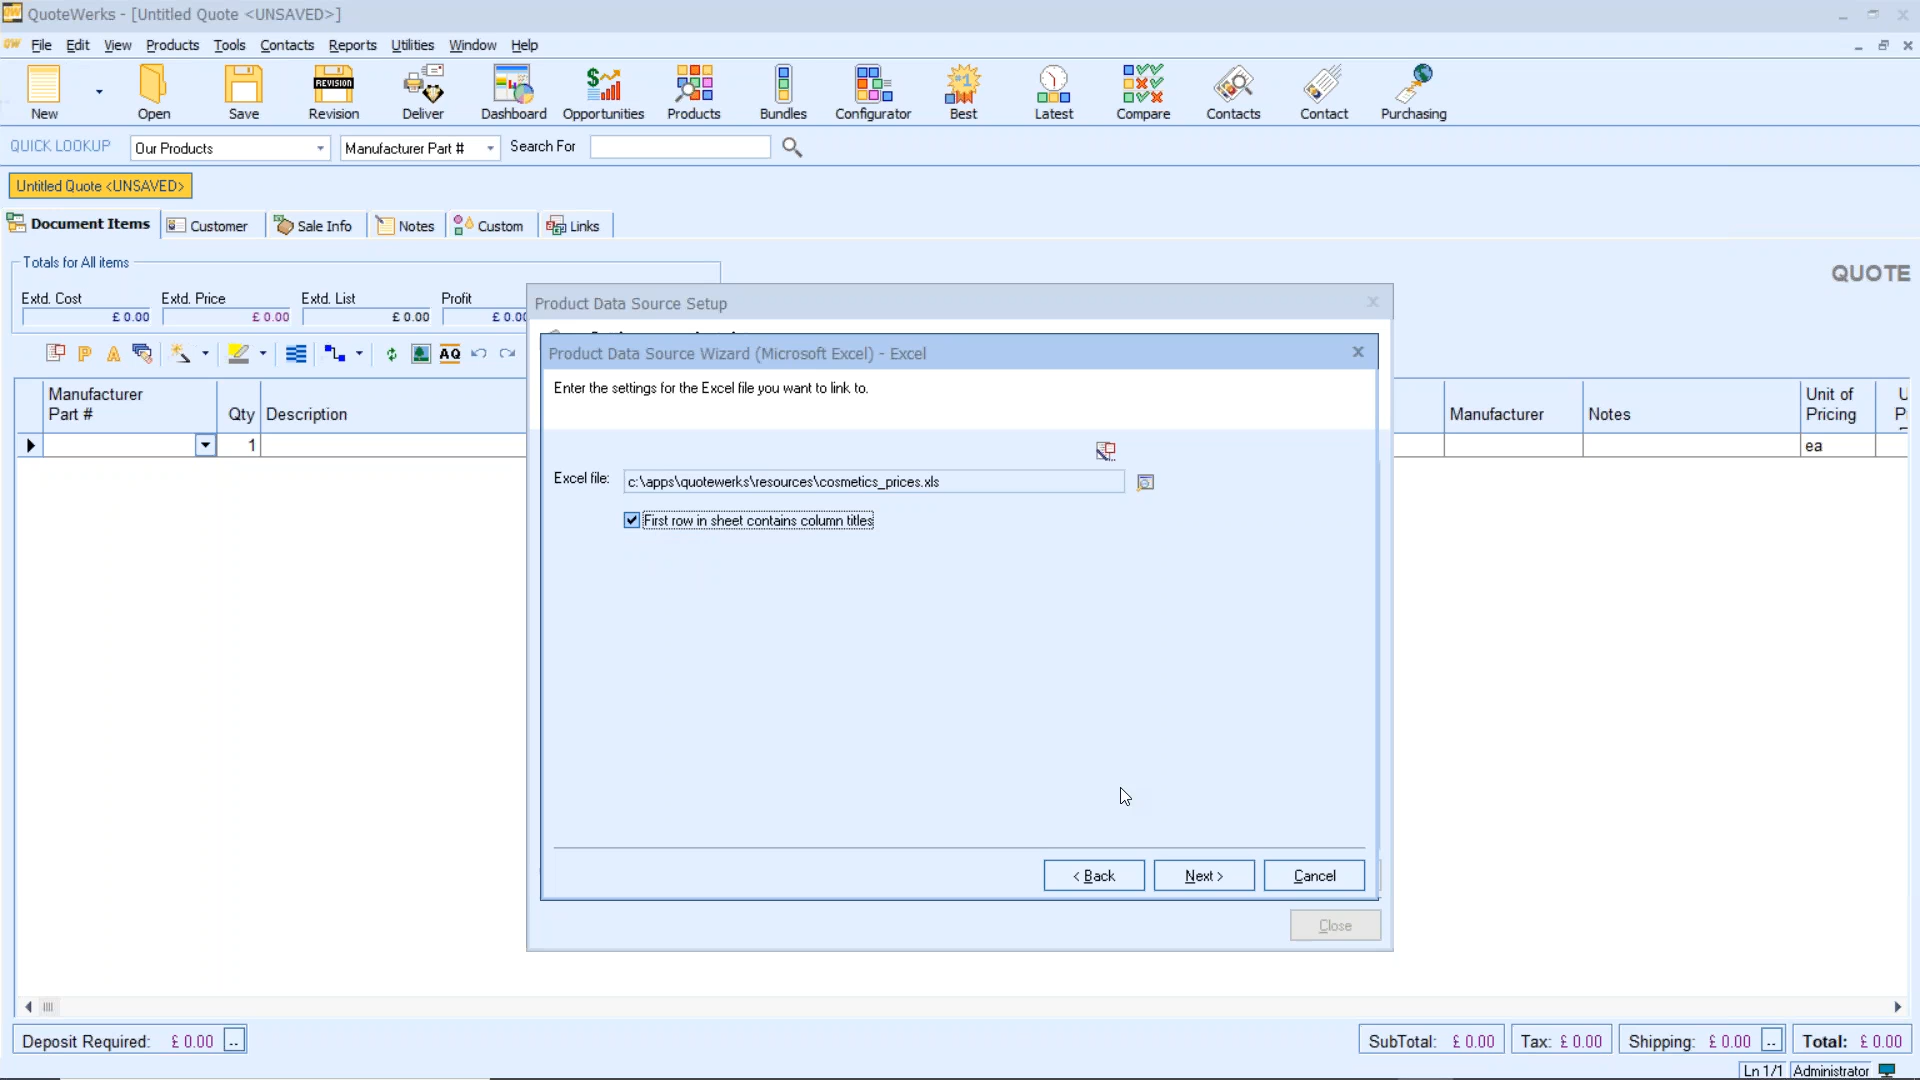 QuoteWerks - [Untitled Quote <UNSAVED>]
File Edit View Products Tools Contacts Reports Utilities Window Help
REVISION
#1
New Open Save Revision Deliver Dashboard Opportunities Products Bundles Configurator Best Latest Compare Contacts Contact Purchasing
QUICK LOOKUP Our Products Manufacturer Part # Search For
Untitled Quote <UNSAVED>
Document Items Customer Sale Info Notes Custom Links
Totals for All items
QUOTE
Extd. Cost Extd. Price Extd. List Profit
£ 0.00 £ 0.00 £ 0.00 £ 0.00
Product Data Source Setup
Product Data Source Wizard (Microsoft Excel) - Excel
Enter the settings for the Excel file you want to link to.
Excel file: c:\apps\quotewerks\resources\cosmetics_prices.xls
First row in sheet contains column titles
< Back Next > Cancel
Close
Manufacturer Part # Qty Description Manufacturer Notes Unit of Pricing
1 ea
Deposit Required: £ 0.00 .. SubTotal: £ 0.00 Tax: £ 0.00 Shipping: £ 0.00 .. Total: £ 0.00
Ln 1/1 Administrator